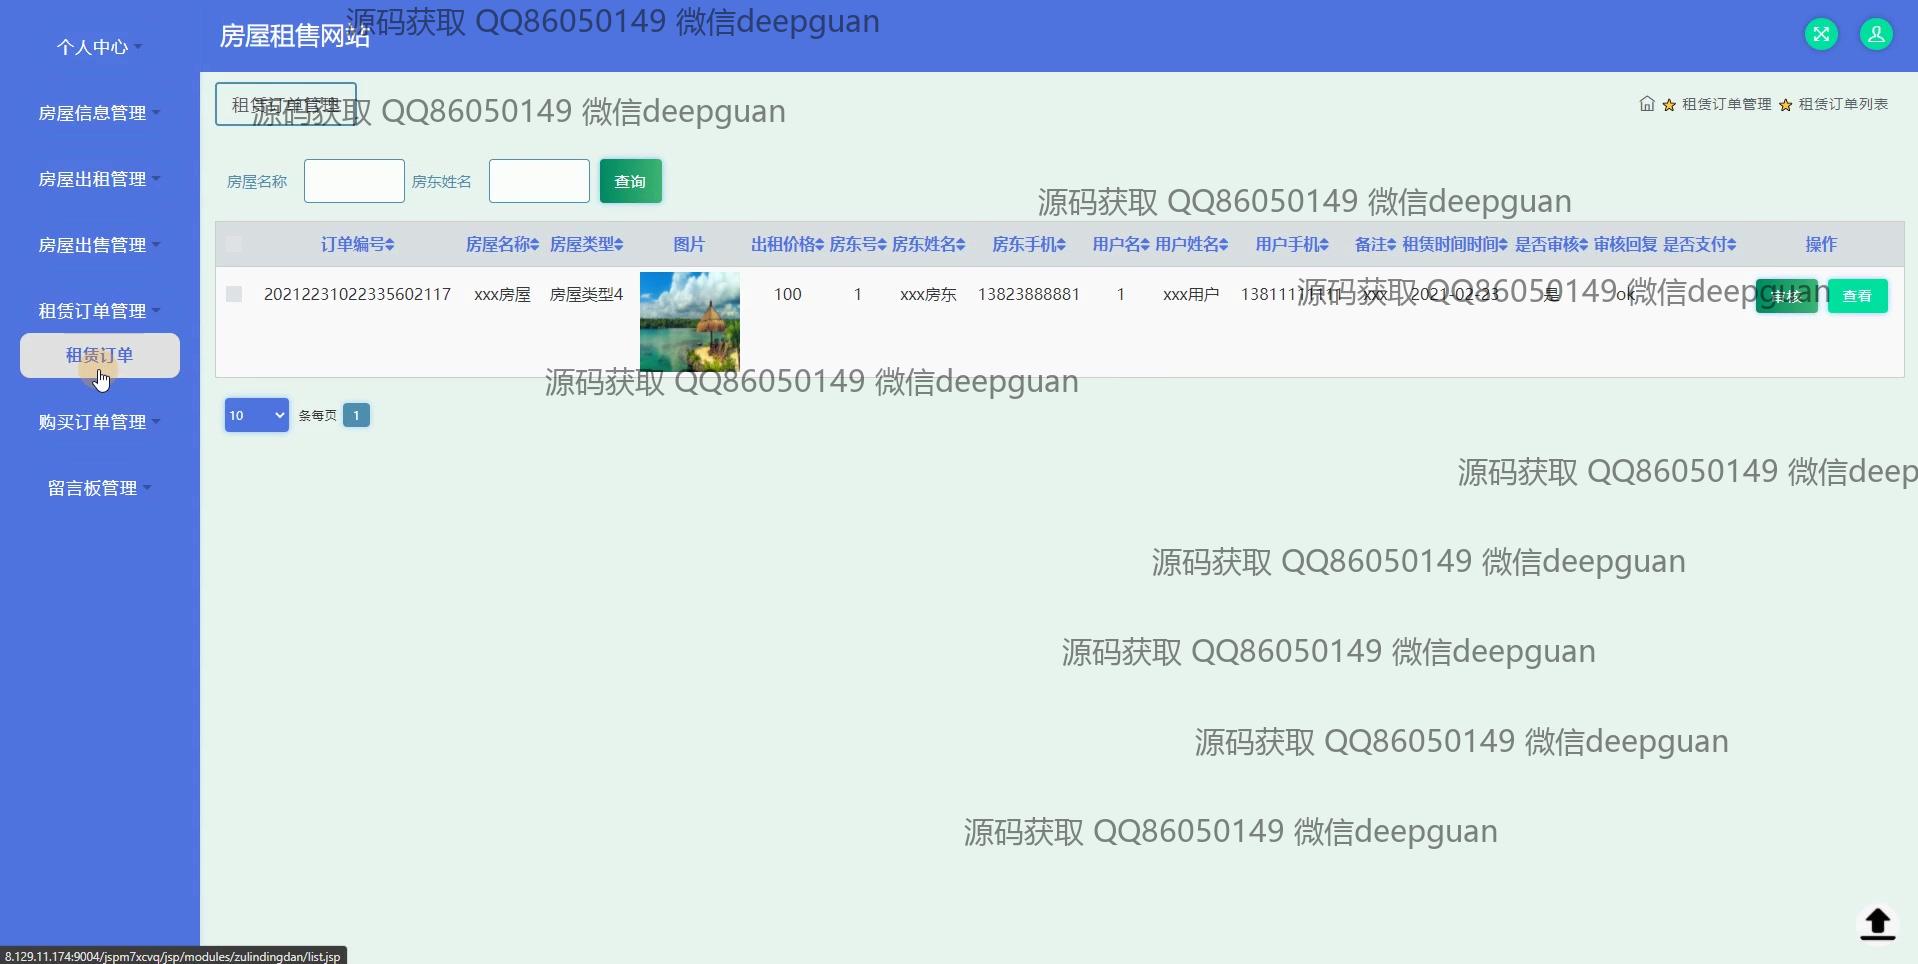 房屋租售网站
源码获取 QQ86050149 微信deepguan
个人中心
房屋信息管理
房屋出租管理
房屋出售管理
租赁订单管理
租赁订单
购买订单管理
留言板管理
租赁订单管理
源码获取 QQ86050149 微信deepguan
租赁订单管理 租赁订单列表
房屋名称 房东姓名 查询
源码获取 QQ86050149 微信deepguan
订单编号 房屋名称 房屋类型 图片 出租价格 房东号 房东姓名 房东手机 用户名 用户姓名 用户手机 备注 租赁时间时间 是否审核 审核回复 是否支付 操作
20212231022335602117 xxx房屋 房屋类型4 100 1 xxx房东 13823888881 1 xxx用户 13811111111 xxx 2021-02-23 是 ok 审核 查看
源码获取 QQ86050149 微信deepguan
源码获取 QQ86050149 微信deepguan
10 条每页 1
源码获取 QQ86050149 微信deep
源码获取 QQ86050149 微信deepguan
源码获取 QQ86050149 微信deepguan
源码获取 QQ86050149 微信deepguan
源码获取 QQ86050149 微信deepguan
8.129.11.174:9004/jspm7xcvq/jsp/modules/zulindingdan/list.jsp